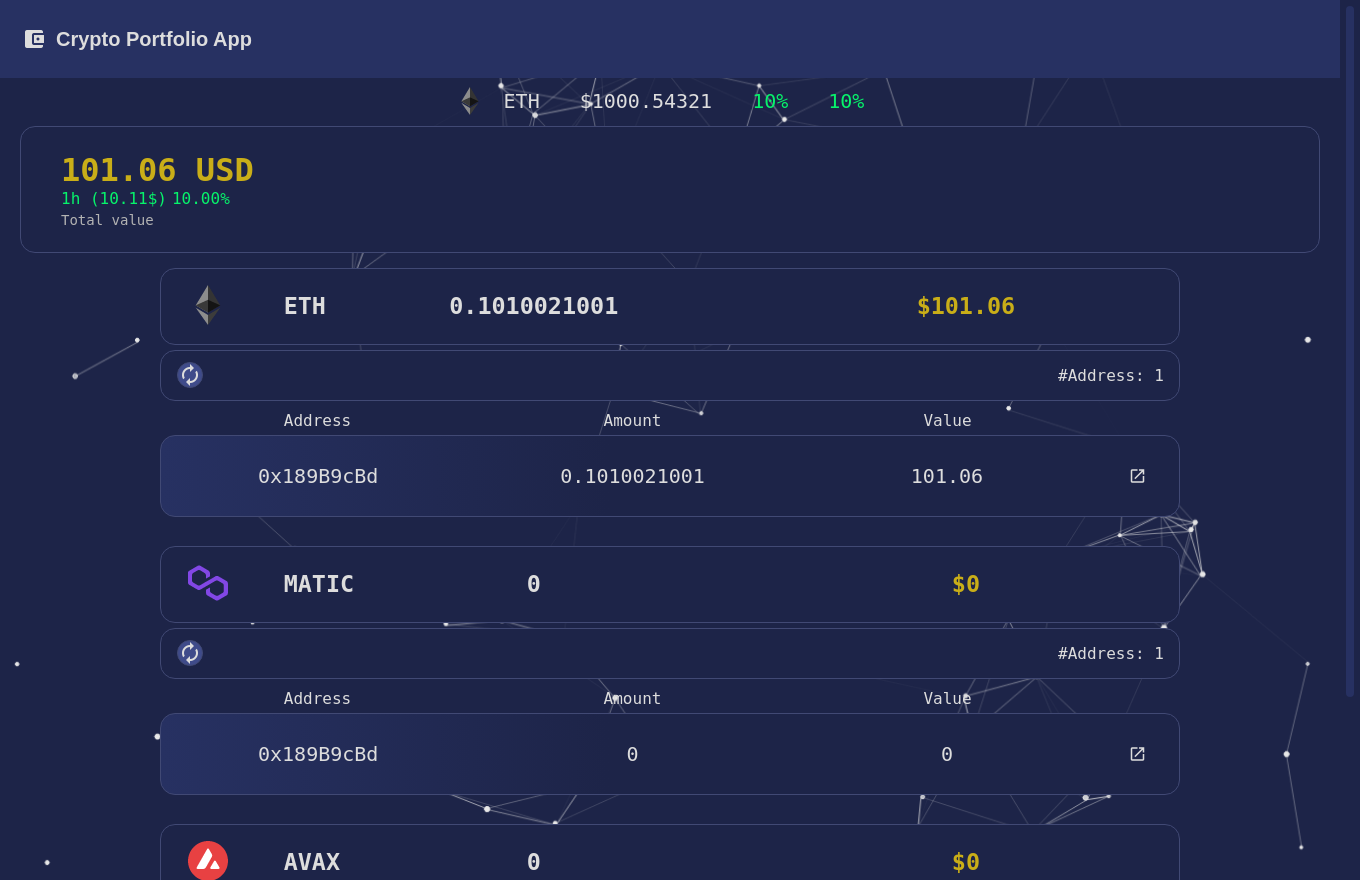 Crypto Portfolio App
ETH $1000.54321 10% 10%
101.06 USD
1h (10.11$) 10.00%
Total value
ETH 0.1010021001 $101.06
#Address: 1
Address Amount Value
0x189B9cBd 0.1010021001 101.06
MATIC 0 $0
#Address: 1
Address Amount Value
0x189B9cBd 0 0
AVAX 0 $0